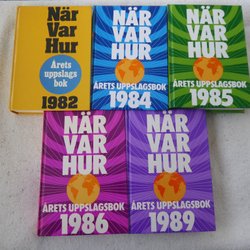 När
Var
Hur
Årets
uppslags
bok
1982
NÄR
VAR
HUR
ÅRETS UPPSLAGSBOK
1984
NÄR
VAR
HUR
ÅRETS UPPSLAGSBOK
1985
NÄR
VAR
HUR
ÅRETS UPPSLAGSBOK
1986
NÄR
VAR
HUR
ÅRETS UPPSLAGSBOK
1989